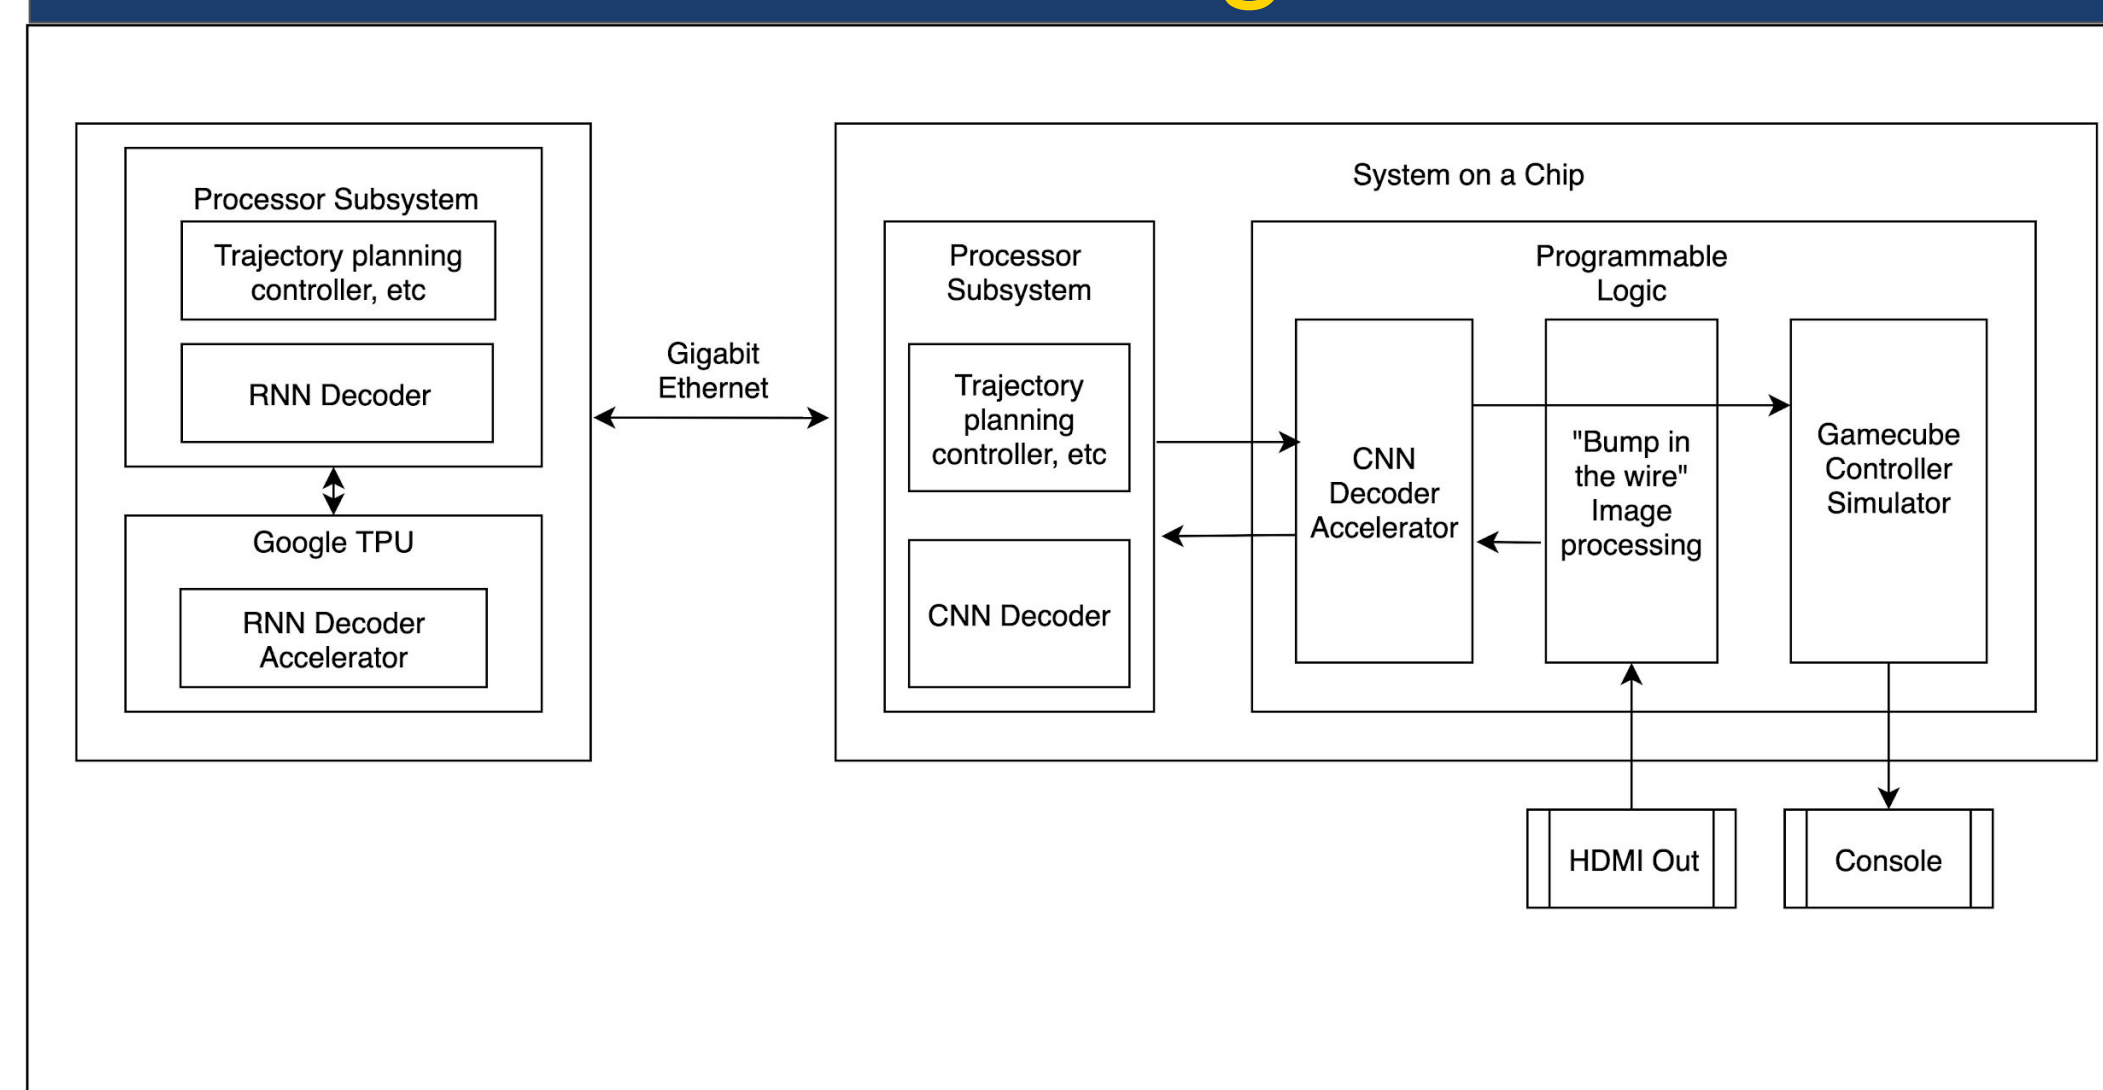 Processor Subsystem
Trajectory planning
controller, etc
RNN Decoder
Google TPU
RNN Decoder
Accelerator
Gigabit
Ethernet
System on a Chip
Processor
Subsystem
Trajectory
planning
controller, etc
CNN Decoder
Programmable
Logic
CNN
Decoder
Accelerator
"Bump in
the wire"
Image
processing
Gamecube
Controller
Simulator
HDMI Out
Console